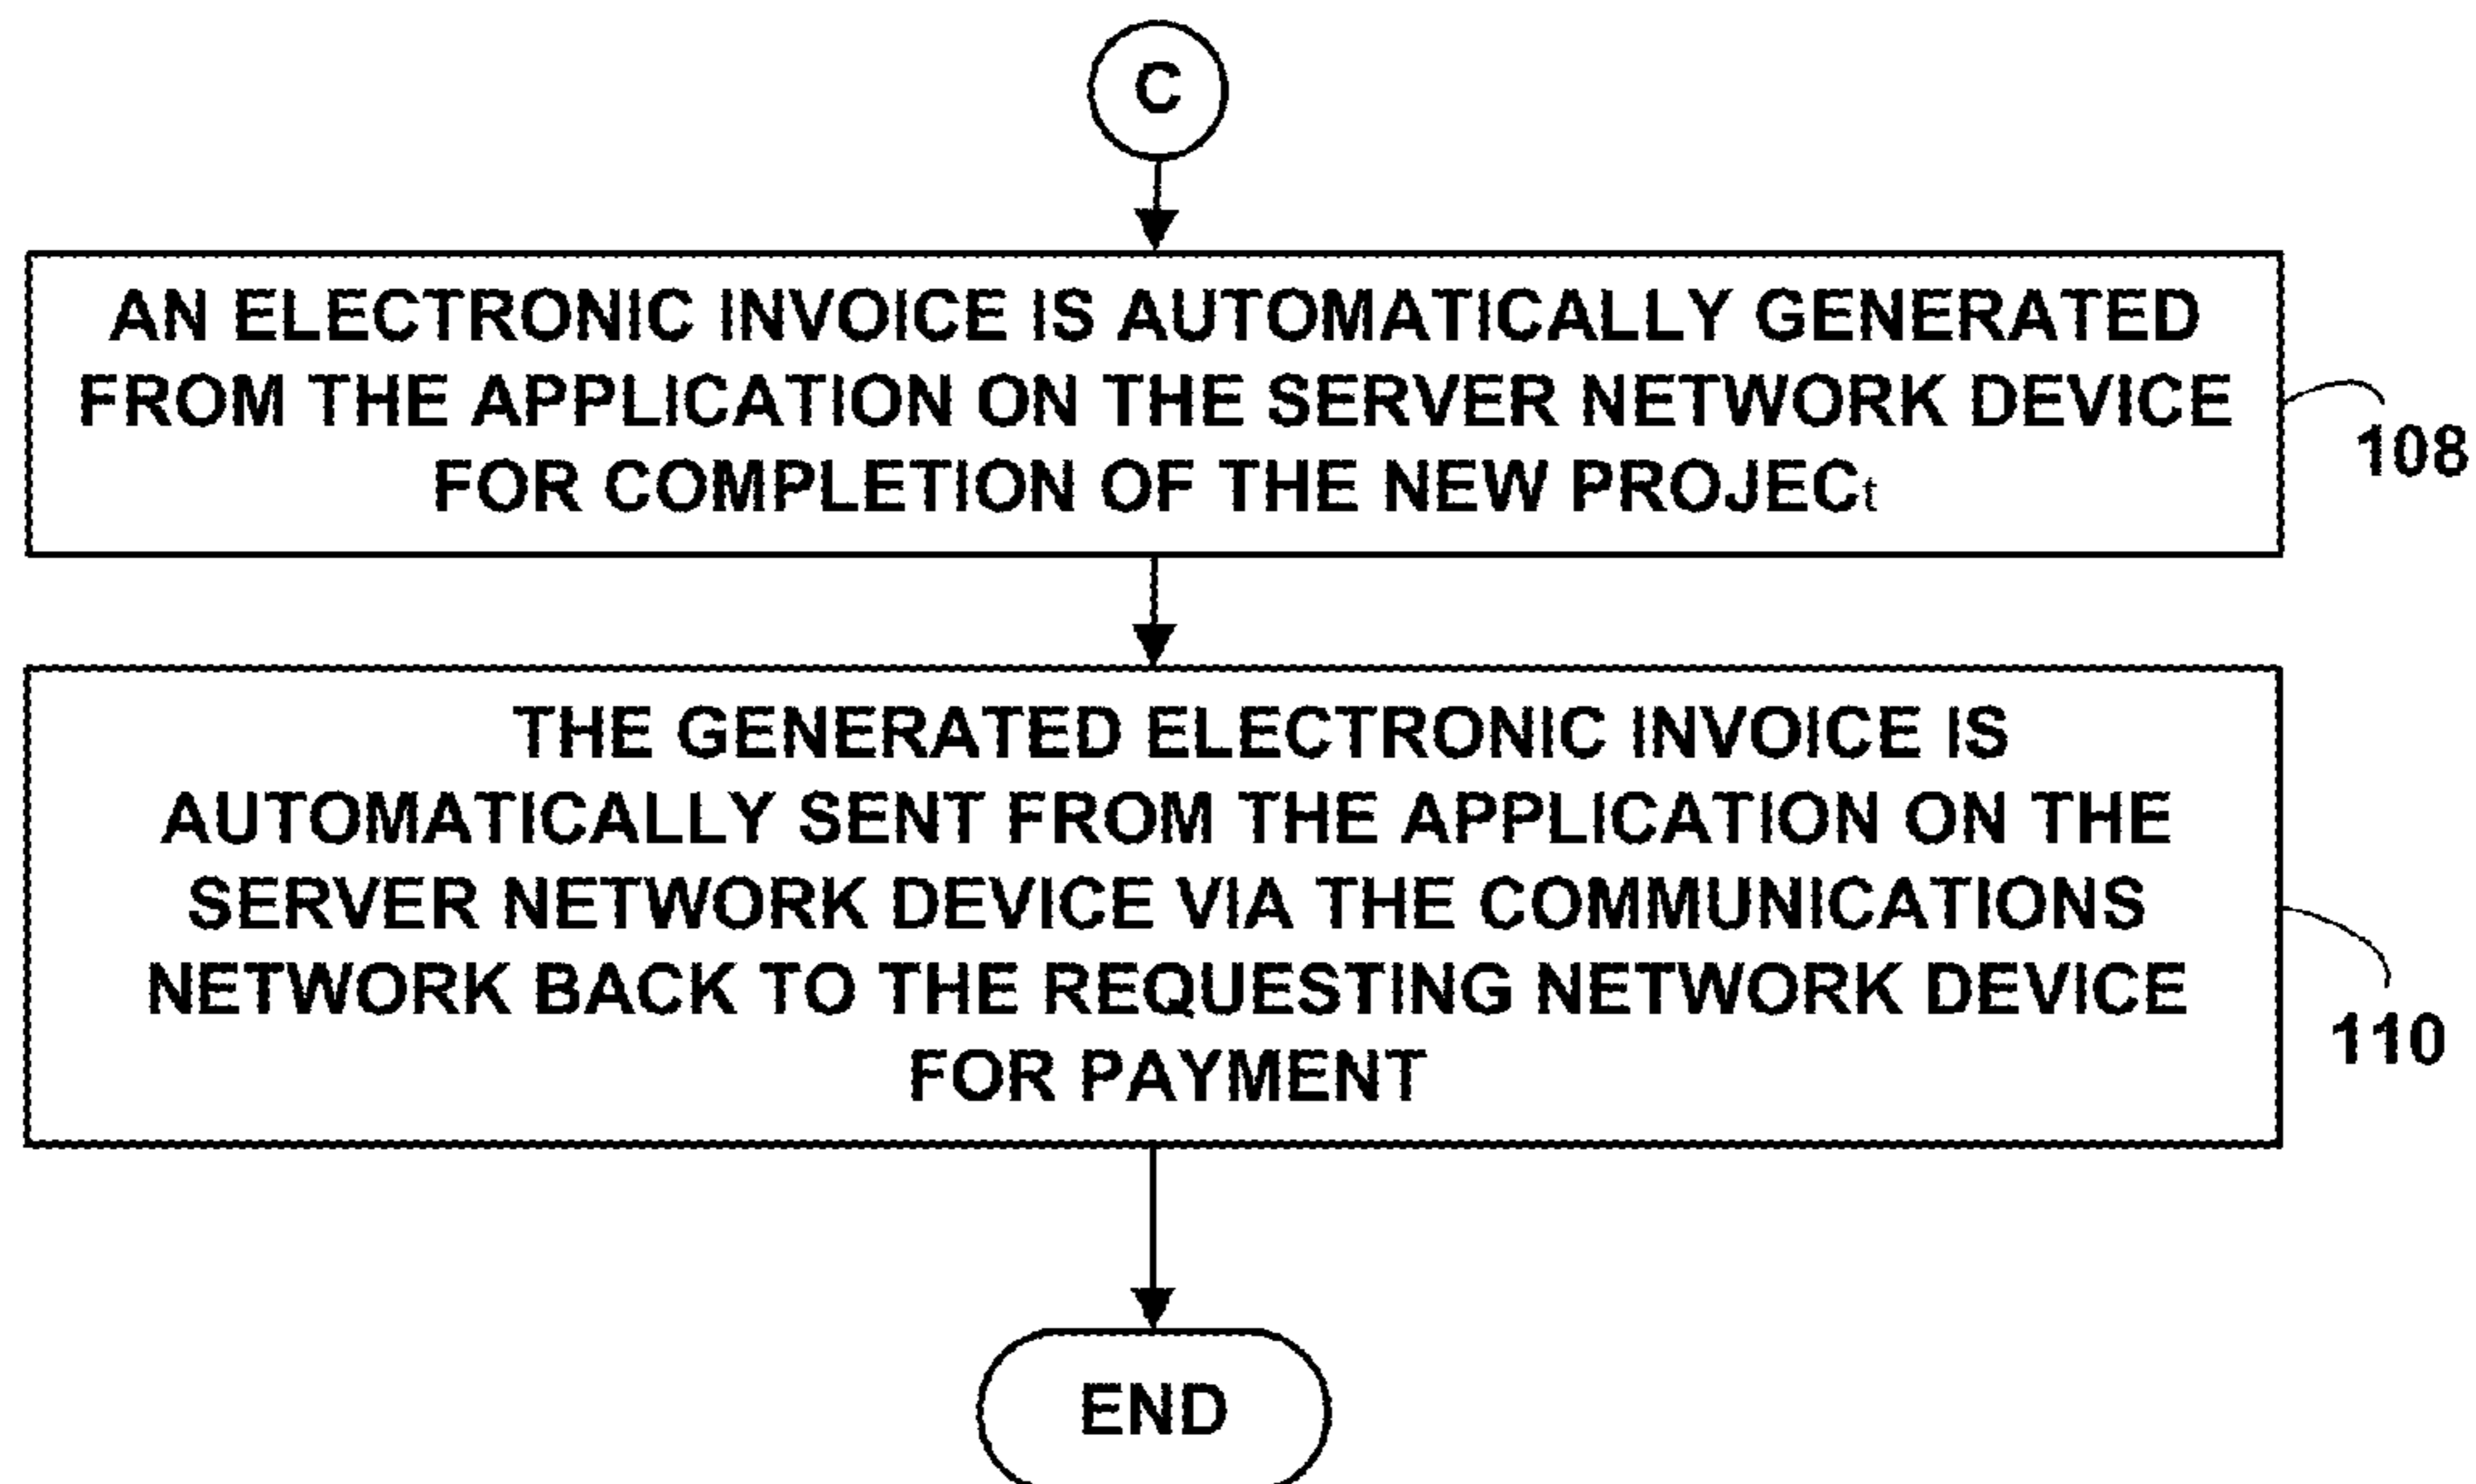 C
AN ELECTRONIC INVOICE IS AUTOMATICALLY GENERATED
FROM THE APPLICATION ON THE SERVER NETWORK DEVICE
FOR COMPLETION OF THE NEW PROJECt
108
THE GENERATED ELECTRONIC INVOICE IS
AUTOMATICALLY SENT FROM THE APPLICATION ON THE
SERVER NETWORK DEVICE VIA THE COMMUNICATIONS
NETWORK BACK TO THE REQUESTING NETWORK DEVICE
FOR PAYMENT
110
END